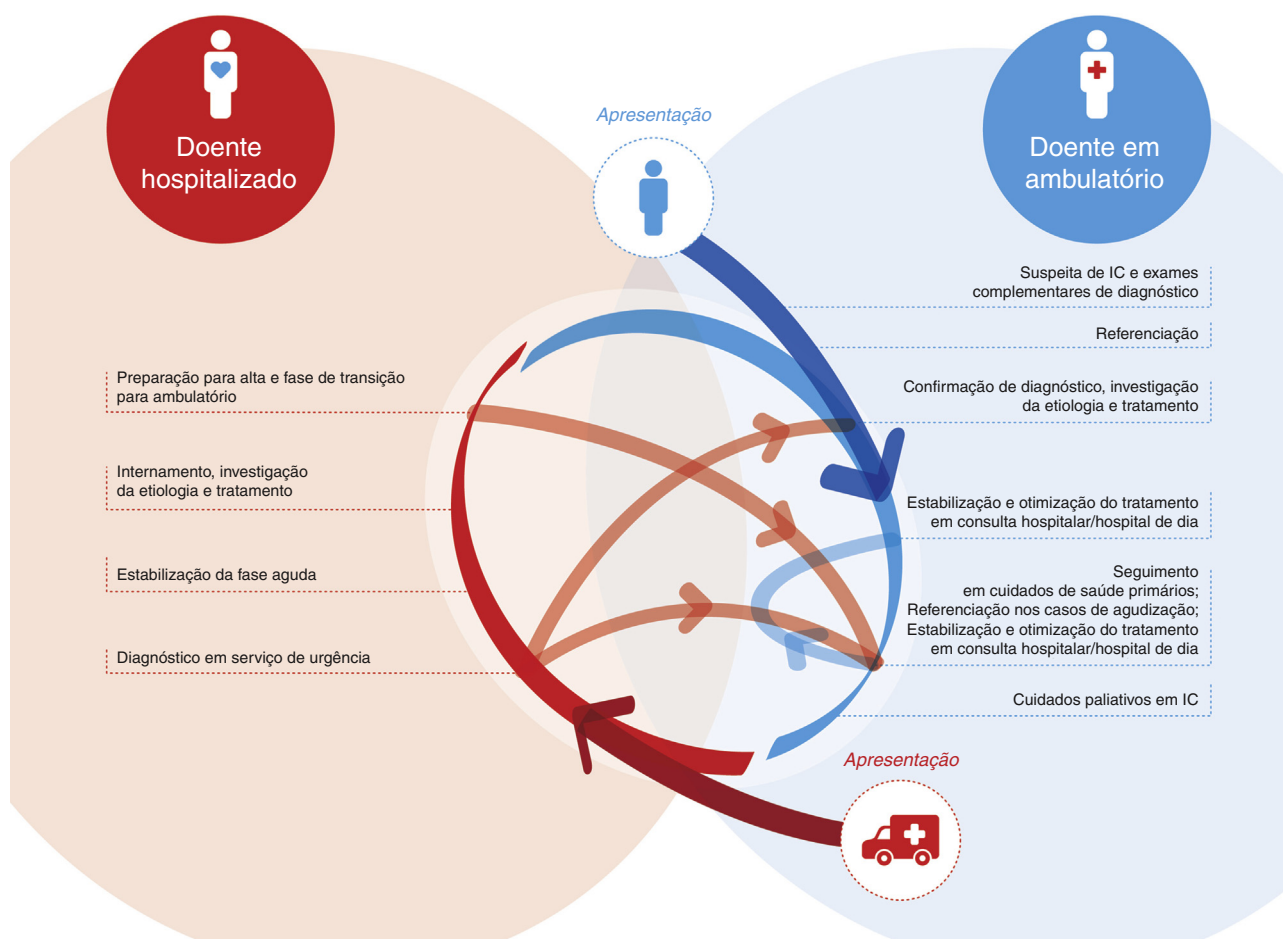 Doente
hospitalizado
Apresentação
Doente em
ambulatório
Suspeita de IC e exames
complementares de diagnóstico
Referenciação
Confirmação de diagnóstico, investigação
da etiologia e tratamento
Estabilização e otimização do tratamento
em consulta hospitalar/hospital de dia
Seguimento
em cuidados de saúde primários;
Referenciação nos casos de agudização;
Estabilização e otimização do tratamento
em consulta hospitalar/hospital de dia
Cuidados paliativos em IC
Preparação para alta e fase de transição
para ambulatório
Internamento, investigação
da etiologia e tratamento
Estabilização da fase aguda
Diagnóstico em serviço de urgência
Apresentação